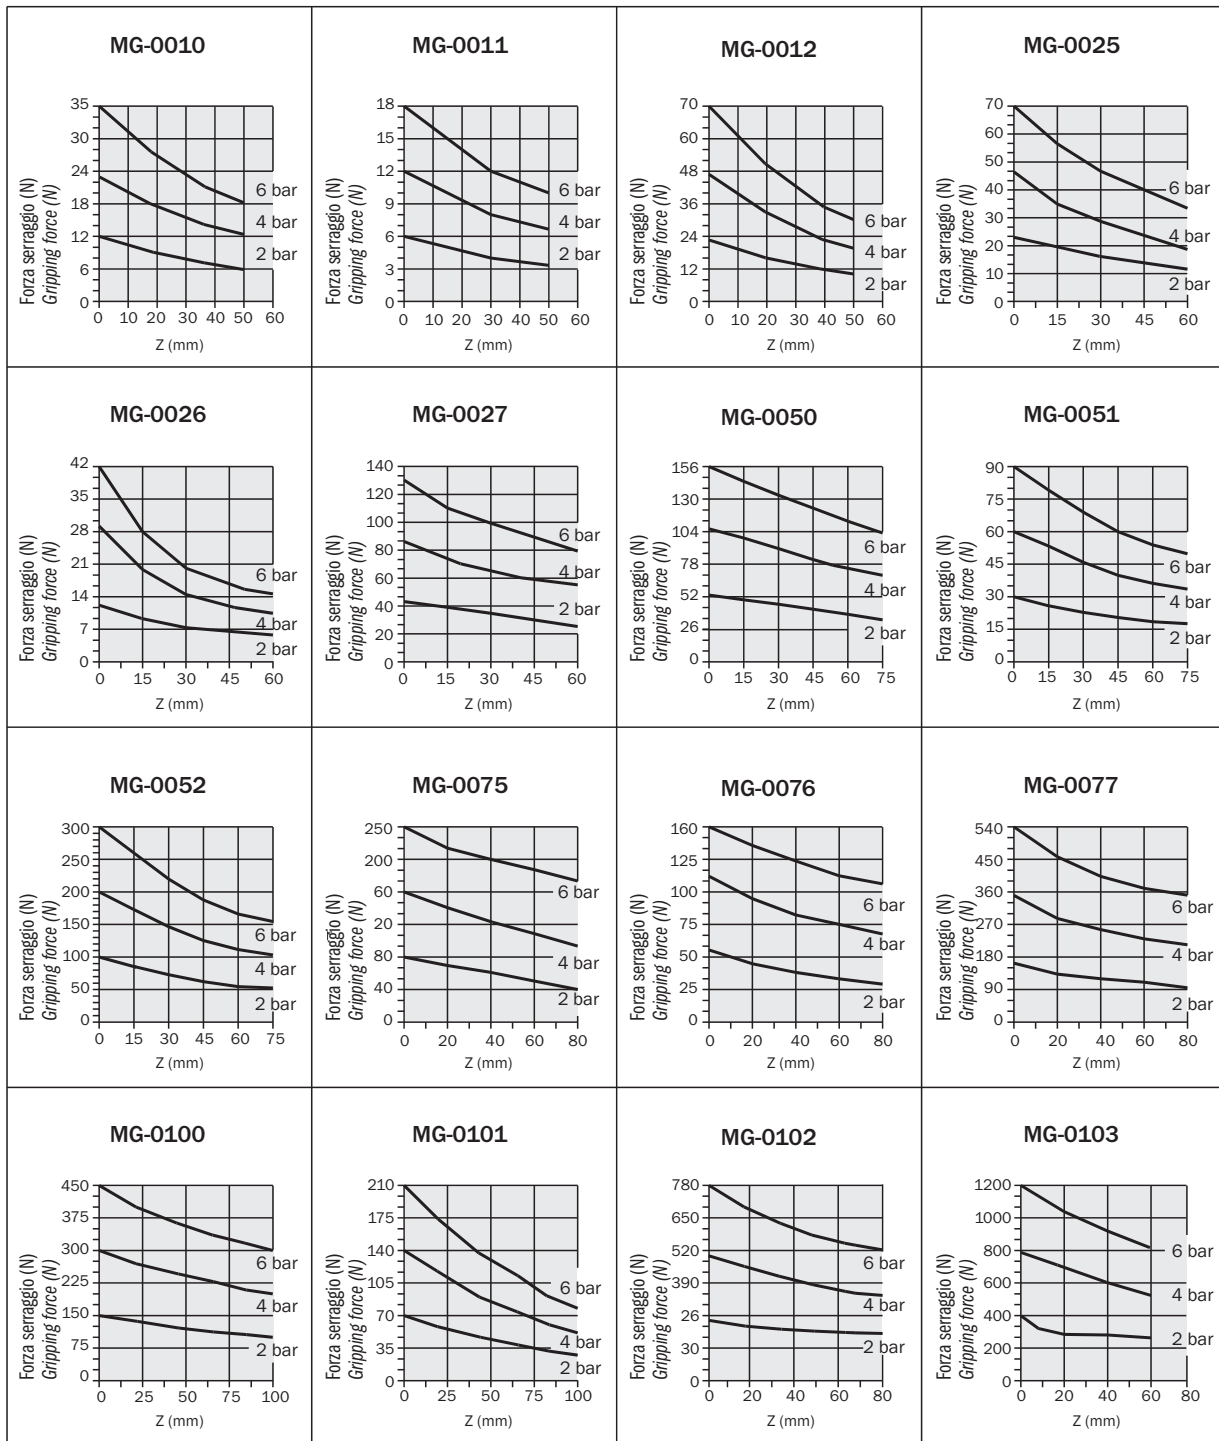 MG-0010
35
30
24
18
12
6
0
Forza serraggio (N)
Gripping force (N)
6 bar
4 bar
2 bar
0 10 20 30 40 50 60
Z (mm)
MG-0011
18
15
12
9
6
3
0
Forza serraggio (N)
Gripping force (N)
6 bar
4 bar
2 bar
0 10 20 30 40 50 60
Z (mm)
MG-0012
70
60
48
36
24
12
0
Forza serraggio (N)
Gripping force (N)
6 bar
4 bar
2 bar
0 10 20 30 40 50 60
Z (mm)
MG-0025
70
60
50
40
30
20
10
0
Forza serraggio (N)
Gripping force (N)
6 bar
4 bar
2 bar
0 15 30 45 60
Z (mm)
MG-0026
42
35
28
21
14
7
0
Forza serraggio (N)
Gripping force (N)
6 bar
4 bar
2 bar
0 15 30 45 60
Z (mm)
MG-0027
140
120
100
80
60
40
20
0
Forza serraggio (N)
Gripping force (N)
6 bar
4 bar
2 bar
0 15 30 45 60
Z (mm)
MG-0050
156
130
104
78
52
26
0
Forza serraggio (N)
Gripping force (N)
6 bar
4 bar
2 bar
0 15 30 45 60 75
Z (mm)
MG-0051
90
75
60
45
30
15
0
Forza serraggio (N)
Gripping force (N)
6 bar
4 bar
2 bar
0 15 30 45 60 75
Z (mm)
MG-0052
300
250
200
150
100
50
0
Forza serraggio (N)
Gripping force (N)
6 bar
4 bar
2 bar
0 15 30 45 60 75
Z (mm)
MG-0075
250
200
60
20
80
40
0
Forza serraggio (N)
Gripping force (N)
6 bar
4 bar
2 bar
0 20 40 60 80
Z (mm)
MG-0076
160
125
100
75
50
25
0
Forza serraggio (N)
Gripping force (N)
6 bar
4 bar
2 bar
0 20 40 60 80
Z (mm)
MG-0077
540
450
360
270
180
90
0
Forza serraggio (N)
Gripping force (N)
6 bar
4 bar
2 bar
0 20 40 60 80
Z (mm)
MG-0100
450
375
300
225
150
75
0
Forza serraggio (N)
Gripping force (N)
6 bar
4 bar
2 bar
0 25 50 75 100
Z (mm)
MG-0101
210
175
140
105
70
35
0
Forza serraggio (N)
Gripping force (N)
6 bar
4 bar
2 bar
0 25 50 75 100
Z (mm)
MG-0102
780
650
520
390
26
30
0
Forza serraggio (N)
Gripping force (N)
6 bar
4 bar
2 bar
0 20 40 60 80
Z (mm)
MG-0103
1200
1000
800
600
400
200
0
Forza serraggio (N)
Gripping force (N)
6 bar
4 bar
2 bar
0 20 40 60 80
Z (mm)